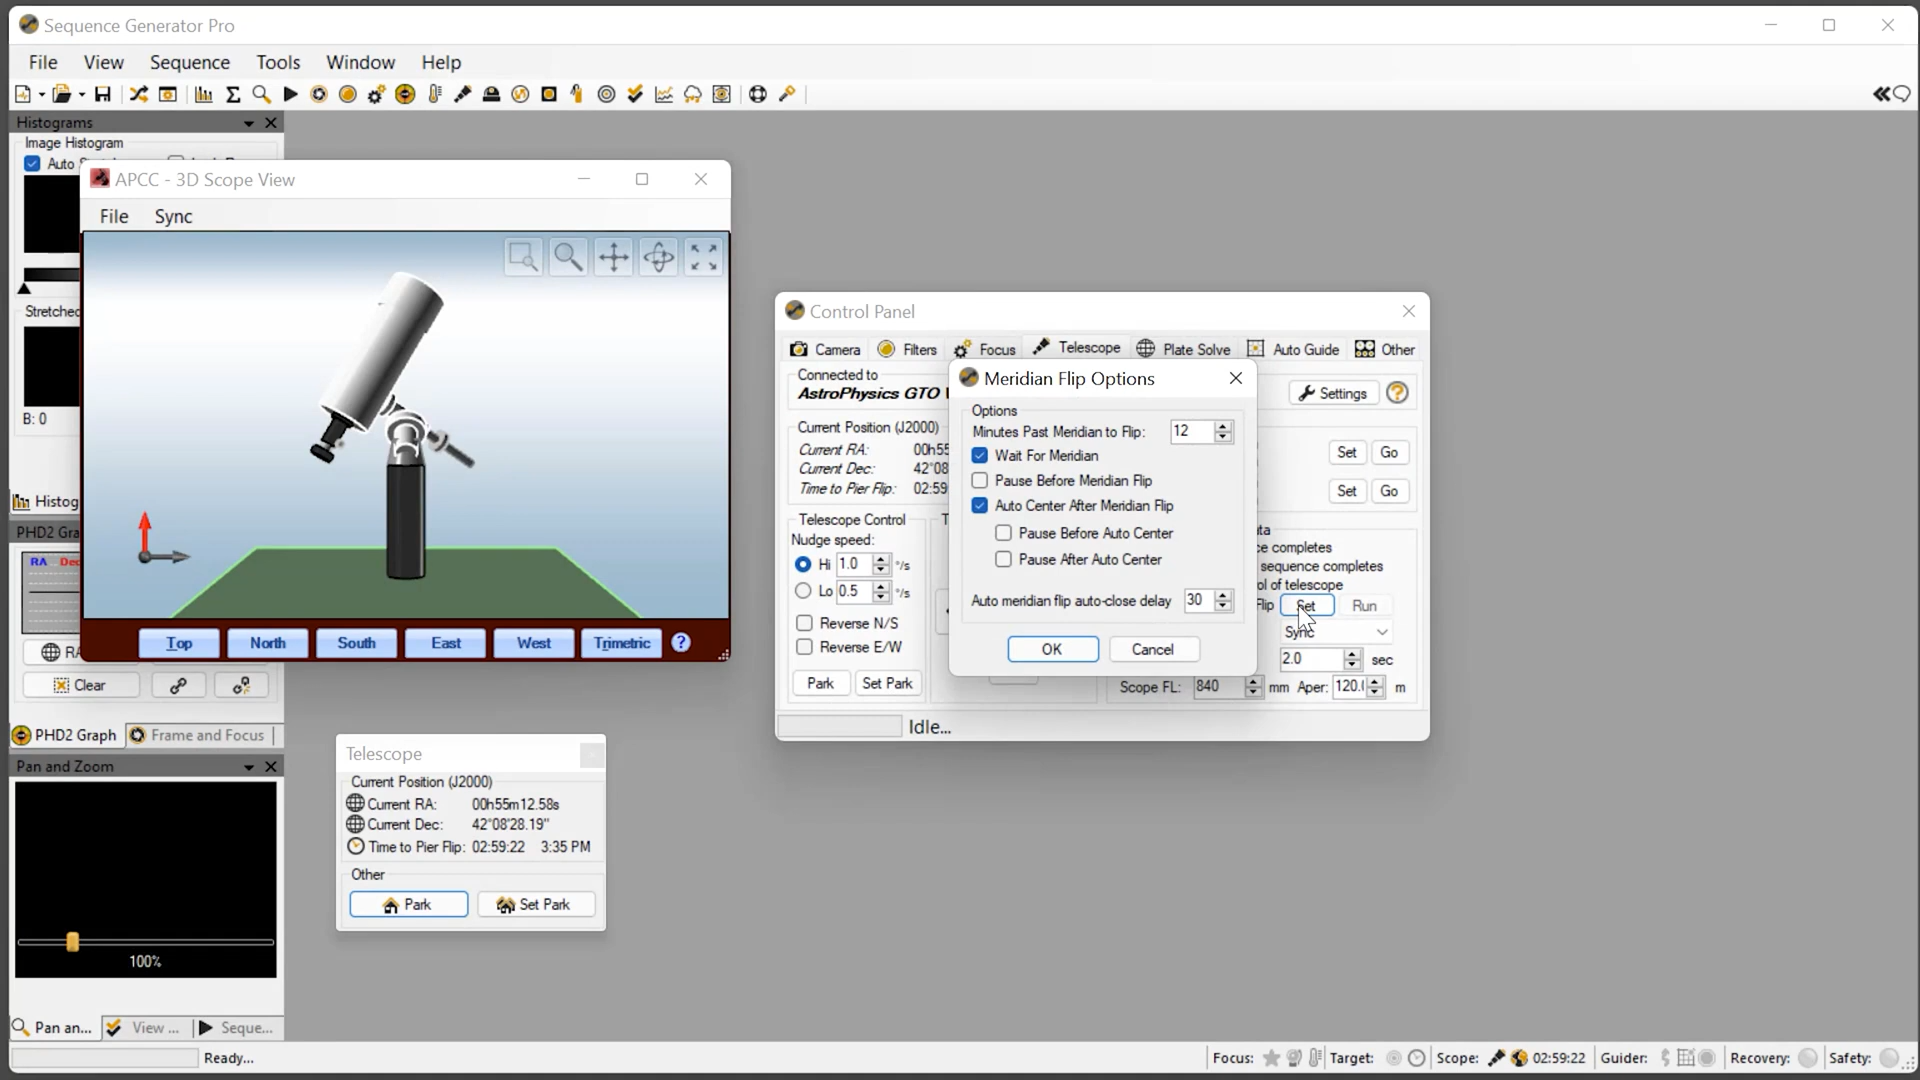 Sequence Generator Pro
File View Sequence Tools Window Help
Histograms
Image Histogram
Auto
APCC - 3D Scope View
File Sync
Stretched
B: 0
Histog
PHD2 Gra
RA Dec
RA
Clear
Top North South East West Trimetric ?
PHD2 Graph Frame and Focus
Pan and Zoom
100%
Pan an... View ... Seque...
Ready...
Telescope
Current Position (J2000)
Current RA: 00h55m12.58s
Current Dec: 42°08'28.19"
Time to Pier Flip: 02:59:22 3:35 PM
Other
Park Set Park
Control Panel
Camera Filters Focus Telescope Plate Solve Auto Guide Other
Connected to
AstroPhysics GTO
Settings ?
Current Position (J2000)
Current RA: 00h55
Current Dec: 42°08
Time to Pier Flip: 02:59
Set Go
Set Go
Telescope Control T
Nudge speed:
Hi 1.0 °/s
Lo 0.5 °/s
Reverse N/S
Reverse E/W
Park Set Park
ta
ce completes
sequence completes
ol of telescope
Flip Set Run
Sync
2.0 sec
Scope FL: 840 mm Aper: 120.( m
Idle...
Meridian Flip Options
Options
Minutes Past Meridian to Flip: 12
Wait For Meridian
Pause Before Meridian Flip
Auto Center After Meridian Flip
Pause Before Auto Center
Pause After Auto Center
Auto meridian flip auto-close delay 30
OK Cancel
Focus: Target: Scope: 02:59:22 Guider: Recovery: Safety: